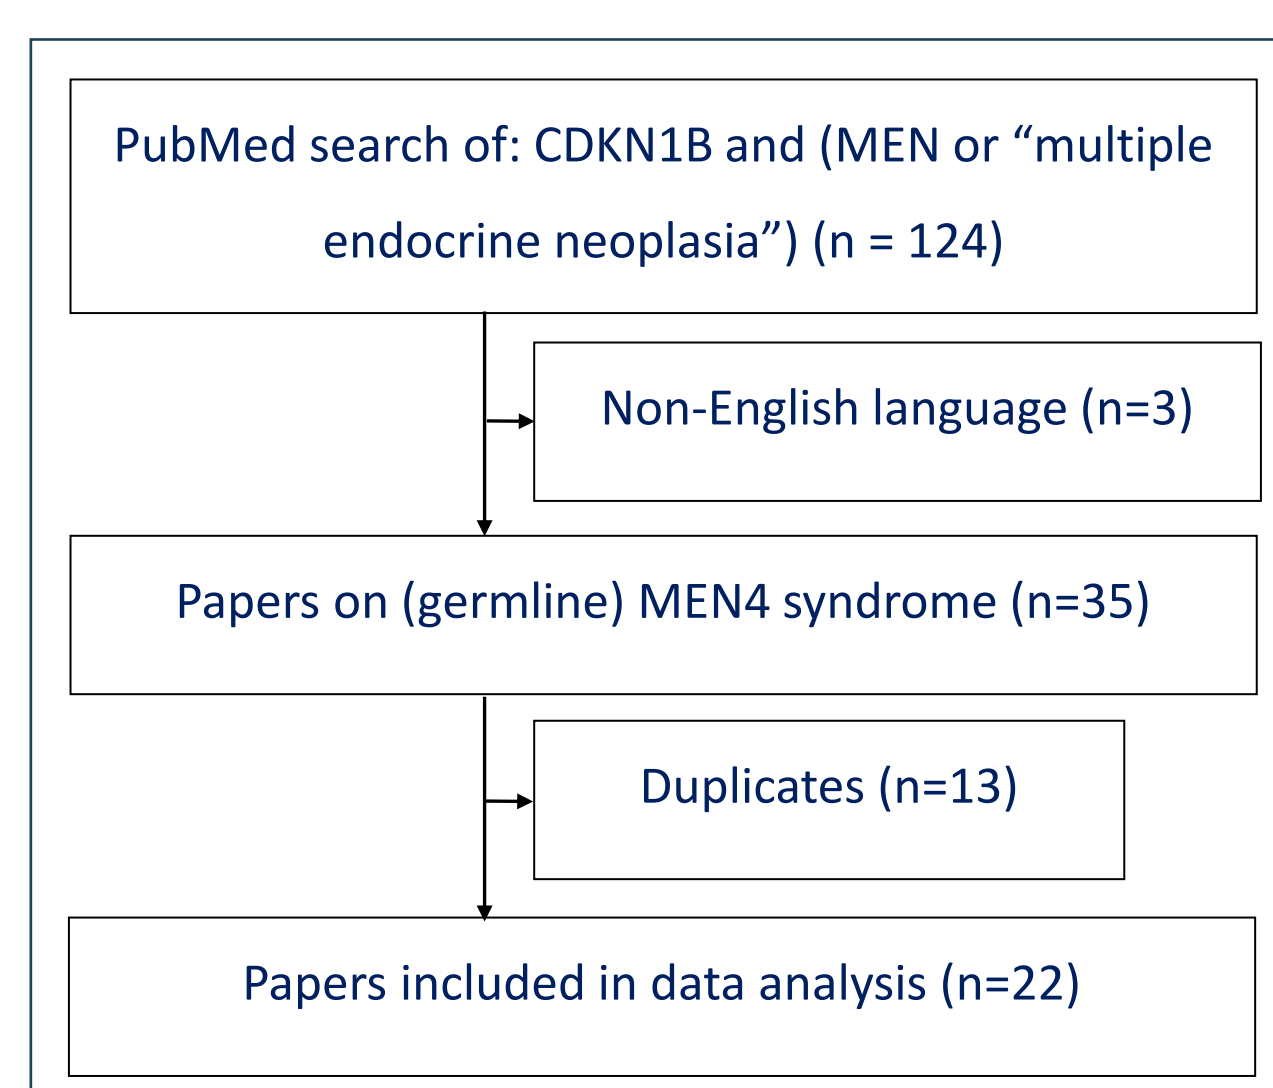 PubMed search of: CDKN1B and (MEN or “multiple
endocrine neoplasia”) (n = 124)
Non-English language (n=3)
Papers on (germline) MEN4 syndrome (n=35)
Duplicates (n=13)
Papers included in data analysis (n=22)